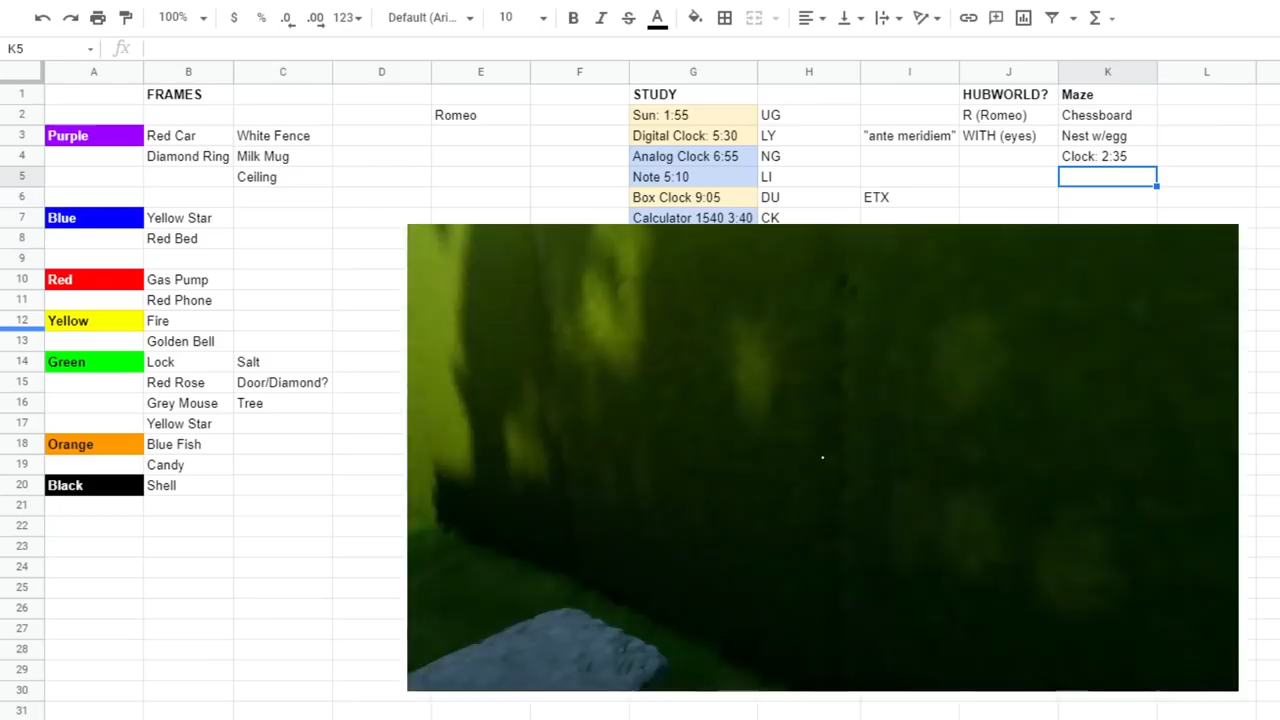 100% $ % .0 .00 123 Default (Ari... 10 B I S A
K5 fx
A B C D E F G H I J K L
1 FRAMES STUDY HUBWORLD? Maze
2 Romeo Sun: 1:55 UG R (Romeo) Chessboard
3 Purple Red Car White Fence Digital Clock: 5:30 LY "ante meridiem" WITH (eyes) Nest w/egg
4 Diamond Ring Milk Mug Analog Clock 6:55 NG Clock: 2:35
5 Ceiling Note 5:10 LI
6 Box Clock 9:05 DU ETX
7 Blue Yellow Star Calculator 1540 3:40 CK
8 Red Bed
9
10 Red Gas Pump
11 Red Phone
12 Yellow Fire
13 Golden Bell
14 Green Lock Salt
15 Red Rose Door/Diamond?
16 Grey Mouse Tree
17 Yellow Star
18 Orange Blue Fish
19 Candy
20 Black Shell
21
22
23
24
25
26
27
28
29
30
31